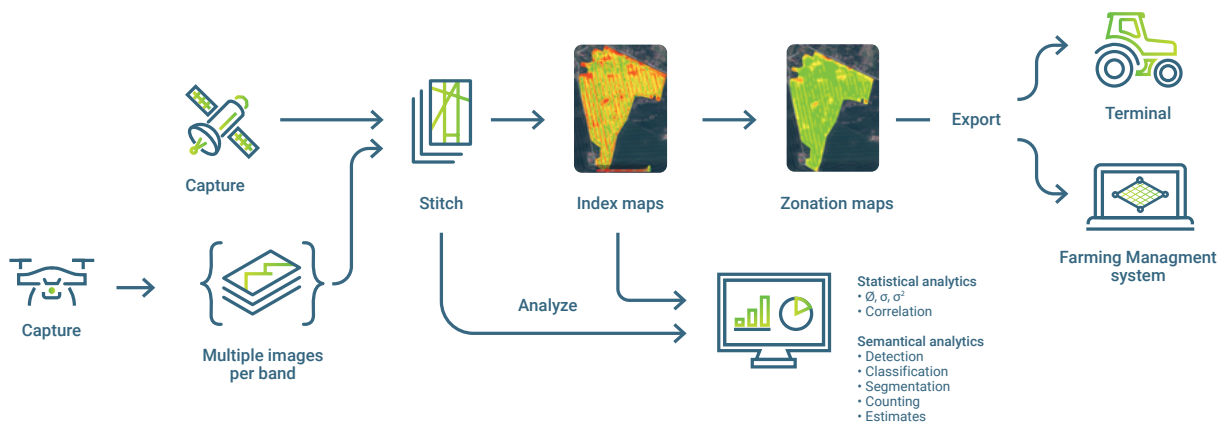 Capture
Capture
Multiple images
per band
Stitch
Index maps
Zonation maps
Export
Terminal
Farming Managment
system
Analyze
Statistical analytics
• Ø, σ, σ²
• Correlation
Semantical analytics
• Detection
• Classification
• Segmentation
• Counting
• Estimates